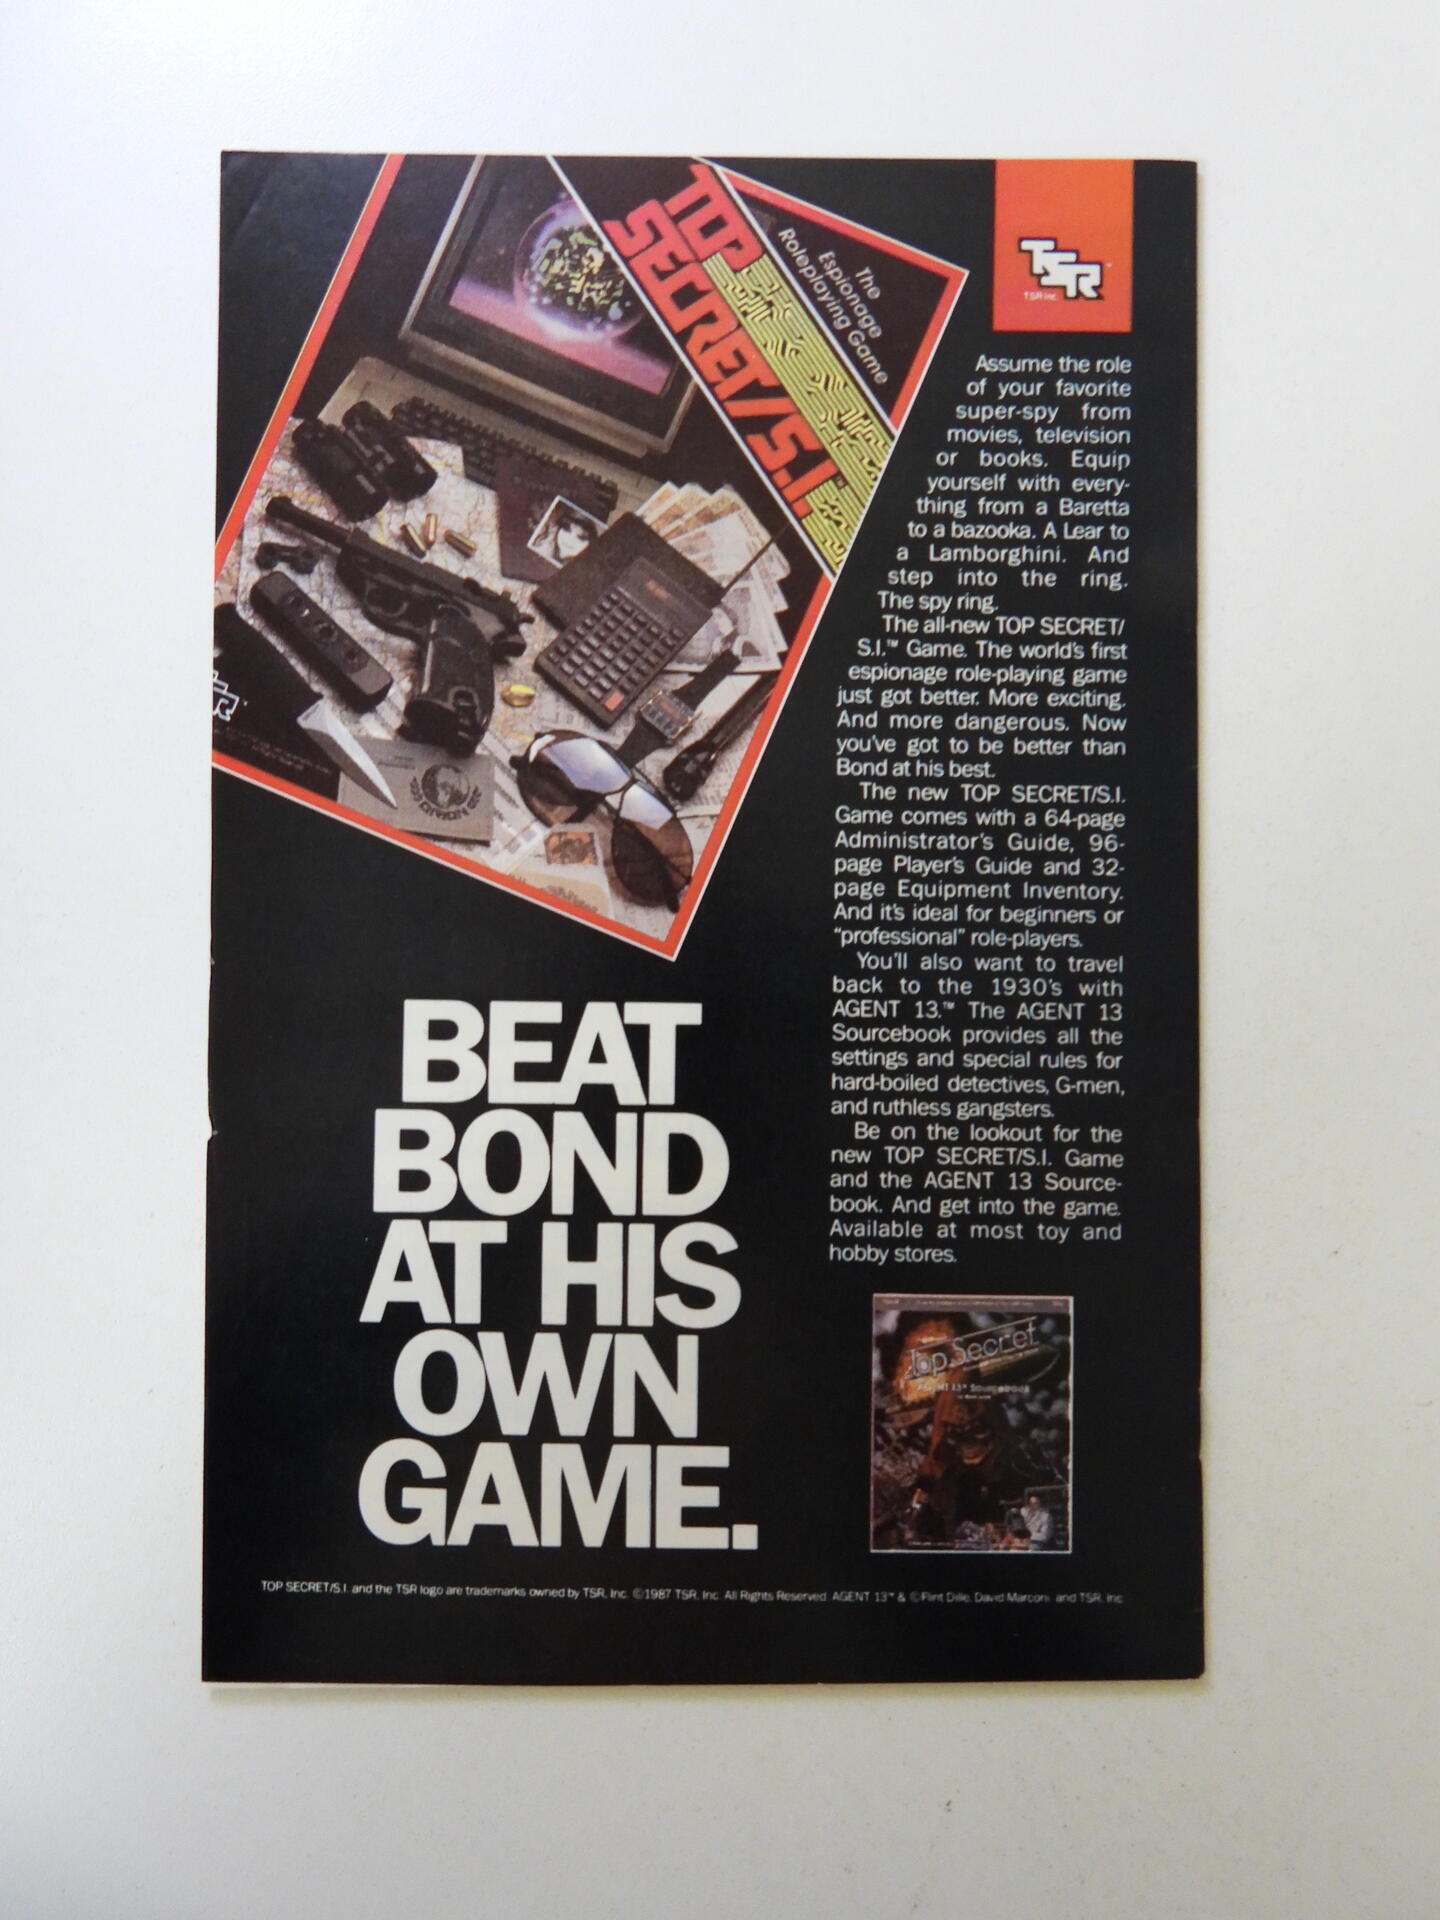 TOP
SECRET/S.I.™
The
Espionage
Roleplaying Game
TSR™
TSR Inc.
ORION
Assume the role
of your favorite
super-spy from
movies, television
or books. Equip
yourself with every-
thing from a Baretta
to a bazooka. A Lear to
a Lamborghini. And
step into the ring.
The spy ring.
The all-new TOP SECRET/
S.I.™ Game. The world's first
espionage role-playing game
just got better. More exciting.
And more dangerous. Now
you've got to be better than
Bond at his best.
The new TOP SECRET/S.I.
Game comes with a 64-page
Administrator's Guide, 96-
page Player's Guide and 32-
page Equipment Inventory.
And it's ideal for beginners or
"professional" role-players.
You'll also want to travel
back to the 1930's with
AGENT 13.™ The AGENT 13
Sourcebook provides all the
settings and special rules for
hard-boiled detectives, G-men,
and ruthless gangsters.
Be on the lookout for the
new TOP SECRET/S.I. Game
and the AGENT 13 Source-
book. And get into the game.
Available at most toy and
hobby stores.
BEAT
BOND
AT HIS
OWN
GAME.
Top Secret
AGENT 13™ Sourcebook
TOP SECRET/S.I. and the TSR logo are trademarks owned by TSR, Inc. ©1987 TSR, Inc. All Rights Reserved. AGENT 13™ & ©Flint Dille, David Marconi and TSR, Inc